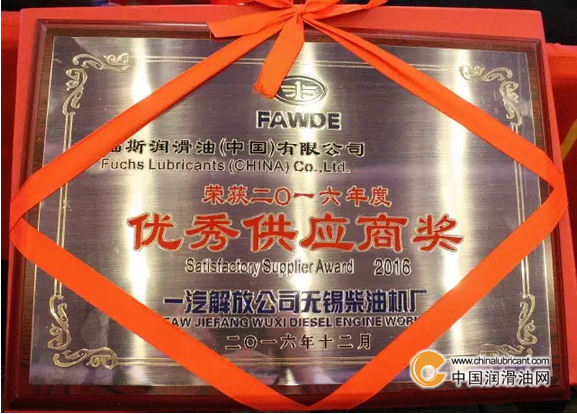 FAWDE
福斯润滑油(中国)有限公司
Fuchs Lubricants (CHINA) Co.,Ltd.
荣获二〇一六年度
优秀供应商奖
Satisfactory Supplier Award 2016
一汽解放公司无锡柴油机厂
FAW JIEFANG WUXI DIESEL ENGINE WORKS
二〇一六年十二月
www.chinalubricant.com
中国润滑油网